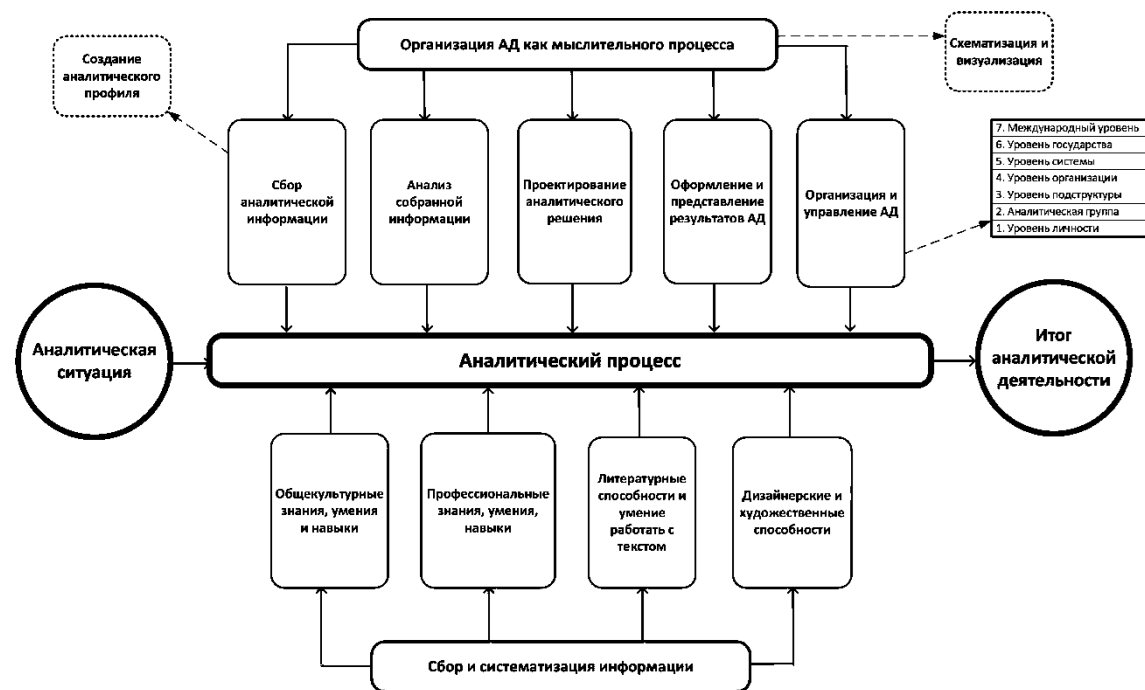 Организация АД как мыслительного процесса
Схематизация и
визуализация
Создание
аналитического
профиля
7. Международный уровень
6. Уровень государства
5. Уровень системы
4. Уровень организации
3. Уровень подструктуры
2. Аналитическая группа
1. Уровень личности
Сбор
аналитической
информации
Анализ
собранной
информации
Проектирование
аналитического
решения
Оформление и
представление
результатов АД
Организация и
управление АД
Аналитическая
ситуация
Аналитический процесс
Итог
аналитической
деятельности
Общекультурные
знания, умения
и навыки
Профессиональные
знания, умения,
навыки
Литературные
способности и
умение
работать с
текстом
Дизайнерские и
художественные
способности
Сбор и систематизация информации